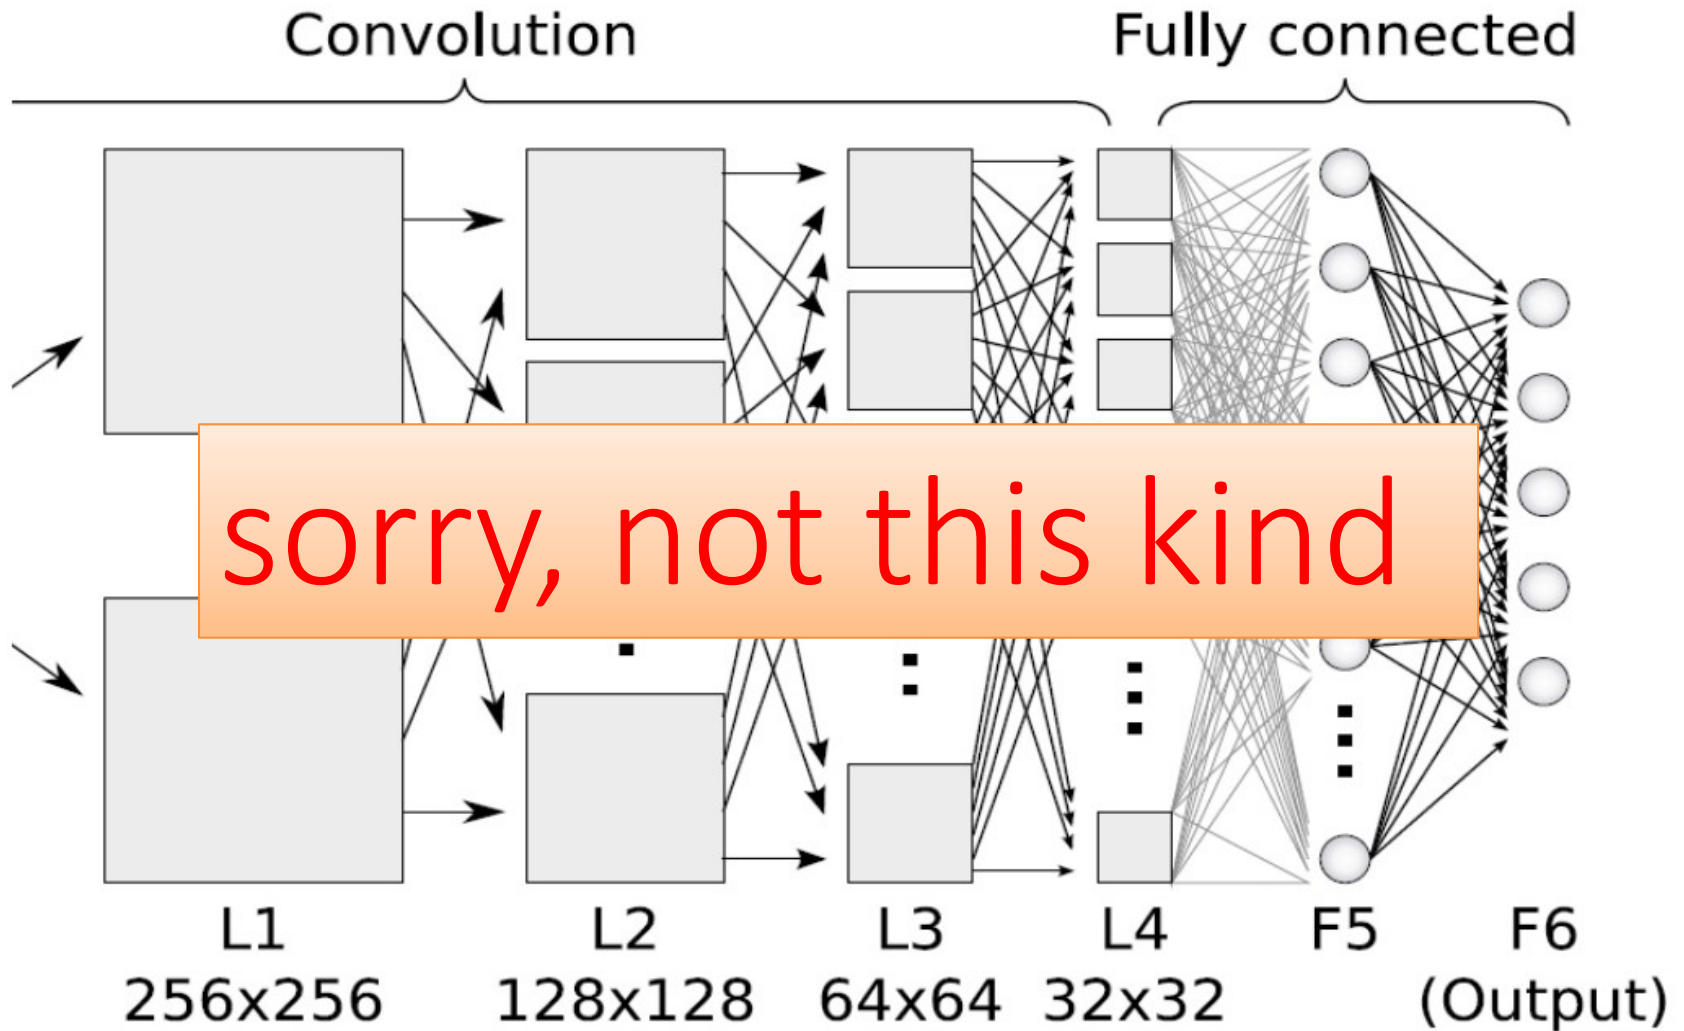 Convolution
Fully connected
sorry, not this kind
L1
256x256
L2
128x128
L3
64x64
L4
32x32
F5
F6
(Output)